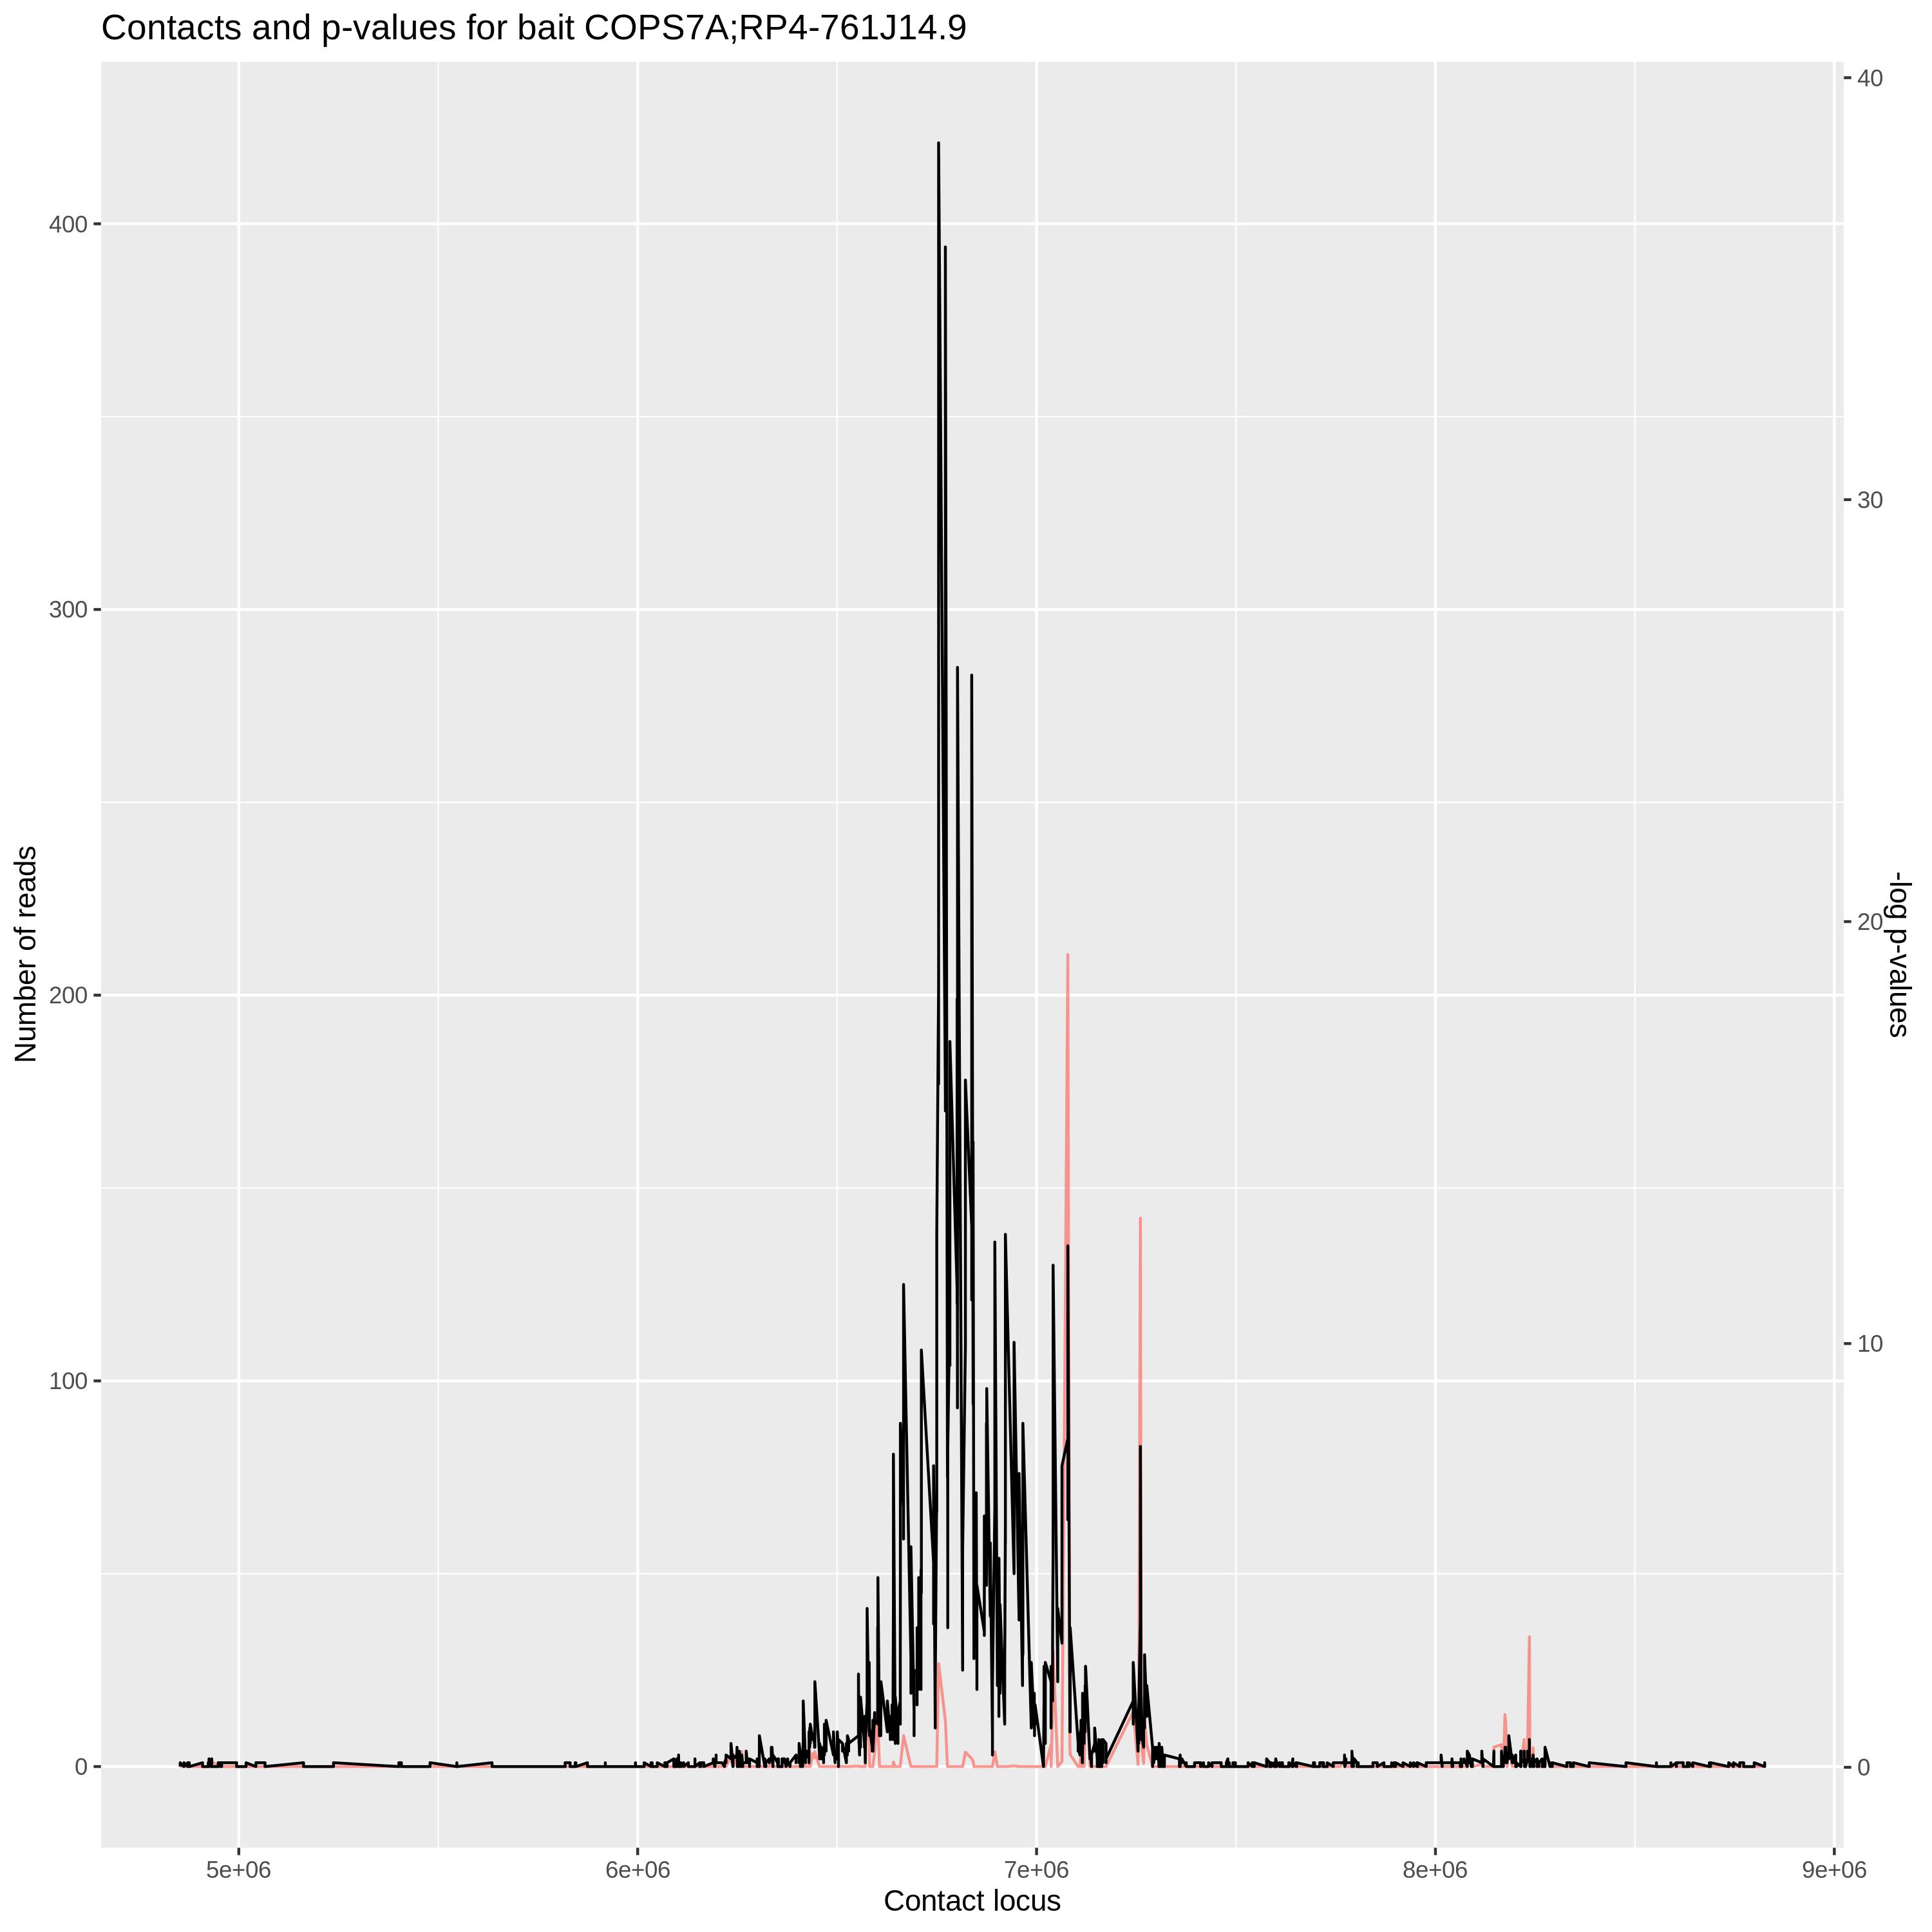 Contacts and p-values for bait COPS7A;RP4-761J14.9
Number of reads
400
300
200
100
0
40
30
20
10
0
-log p-values
5e+06 6e+06 7e+06 8e+06 9e+06
Contact locus